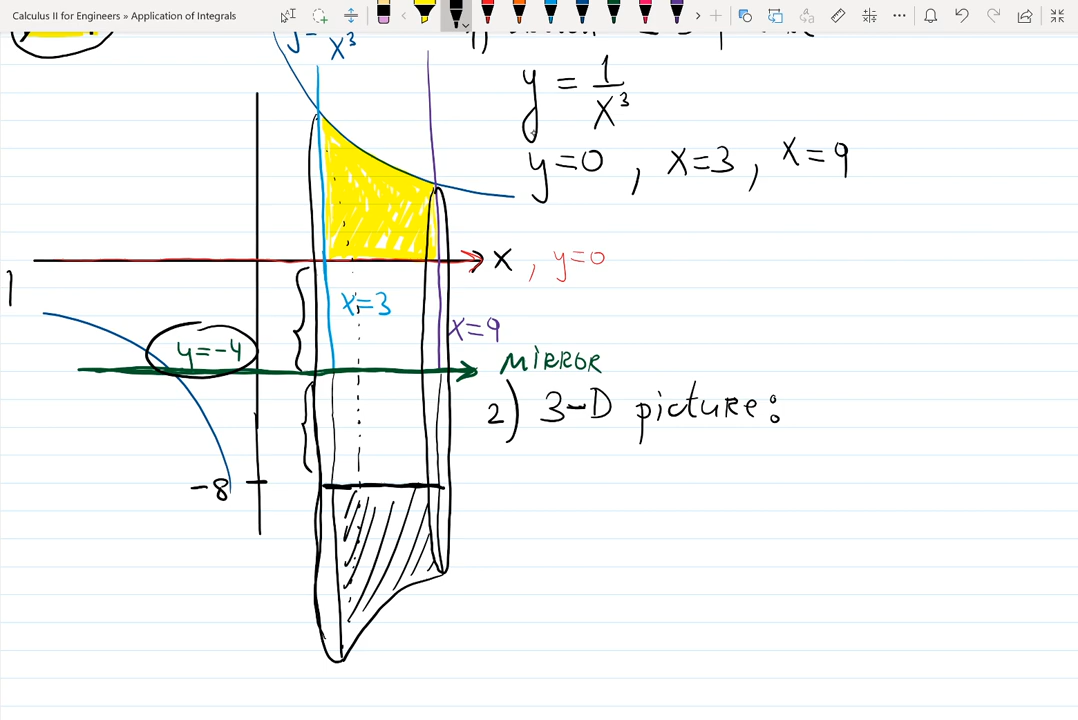 Calculus II for Engineers » Application of Integrals
x³
y = 1/x³
y=0 , x=3, x=9
x , y=0
x=3
x=9
y=-4
MIRROR
2) 3-D picture:
-8